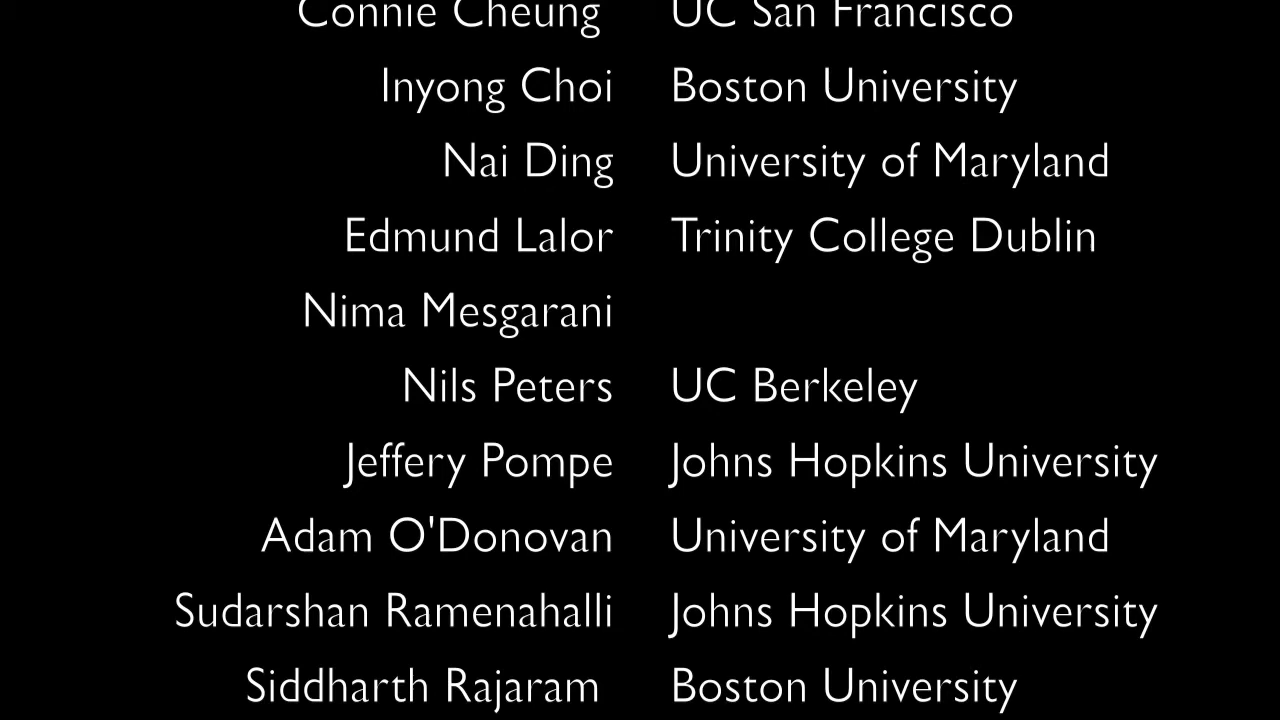 Connie Cheung UC San Francisco
Inyong Choi Boston University
Nai Ding University of Maryland
Edmund Lalor Trinity College Dublin
Nima Mesgarani
Nils Peters UC Berkeley
Jeffery Pompe Johns Hopkins University
Adam O'Donovan University of Maryland
Sudarshan Ramenahalli Johns Hopkins University
Siddharth Rajaram Boston University